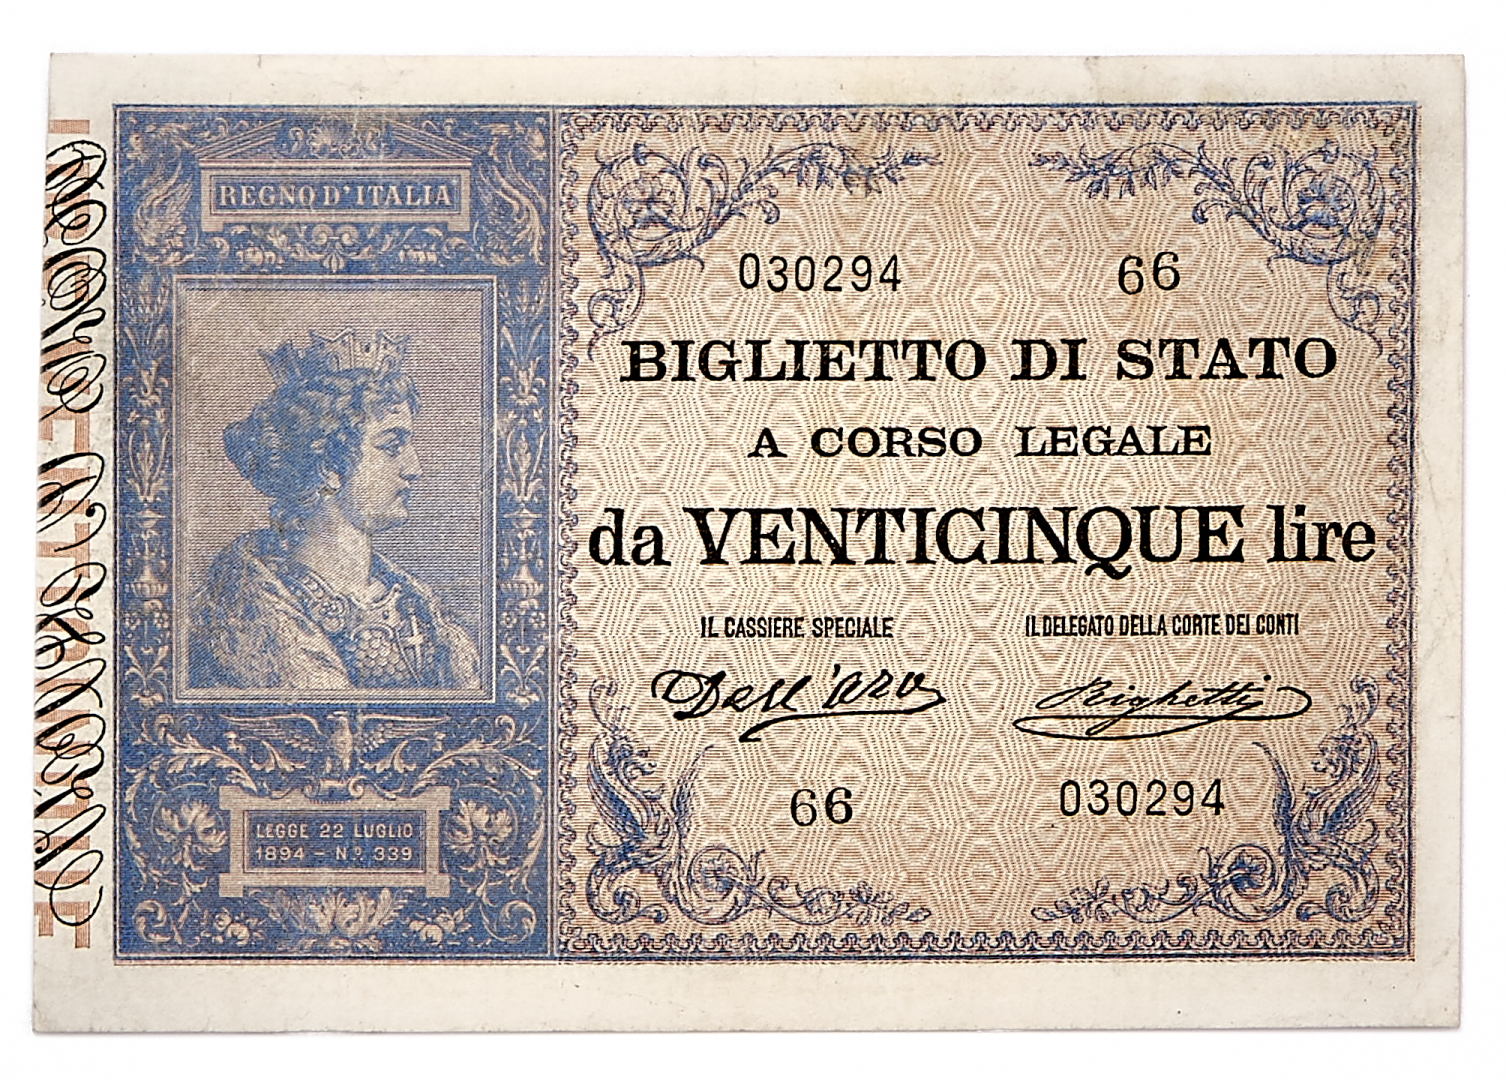 REGNO D'ITALIA
030294 66
BIGLIETTO DI STATO
A CORSO LEGALE
da VENTICINQUE lire
IL CASSIERE SPECIALE IL DELEGATO DELLA CORTE DEI CONTI
Dell'Ara Righetti
66 030294
LEGGE 22 LUGLIO
1894 - No. 339